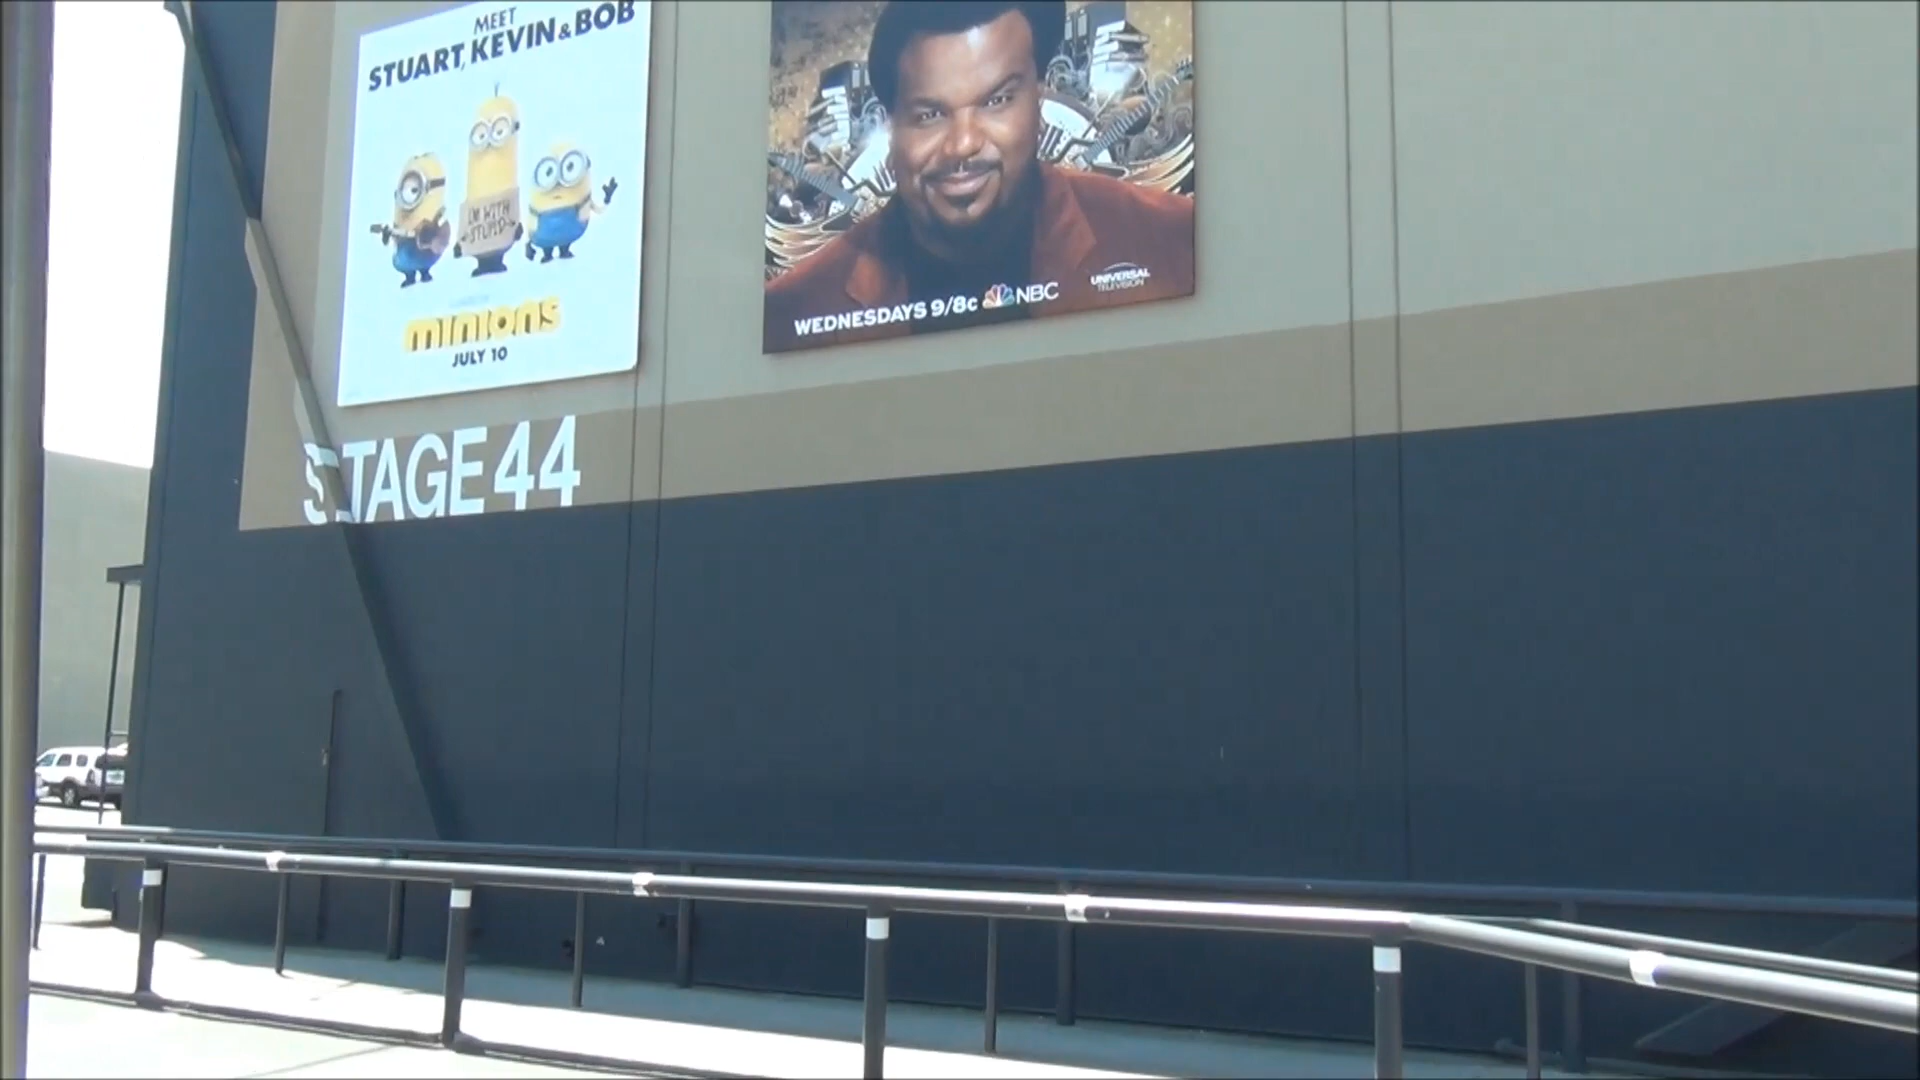 MEET
STUART, KEVIN & BOB
I'M WITH
STUPID
minions
JULY 10
WEDNESDAYS 9/8c NBC
UNIVERSAL
TELEVISION
STAGE 44